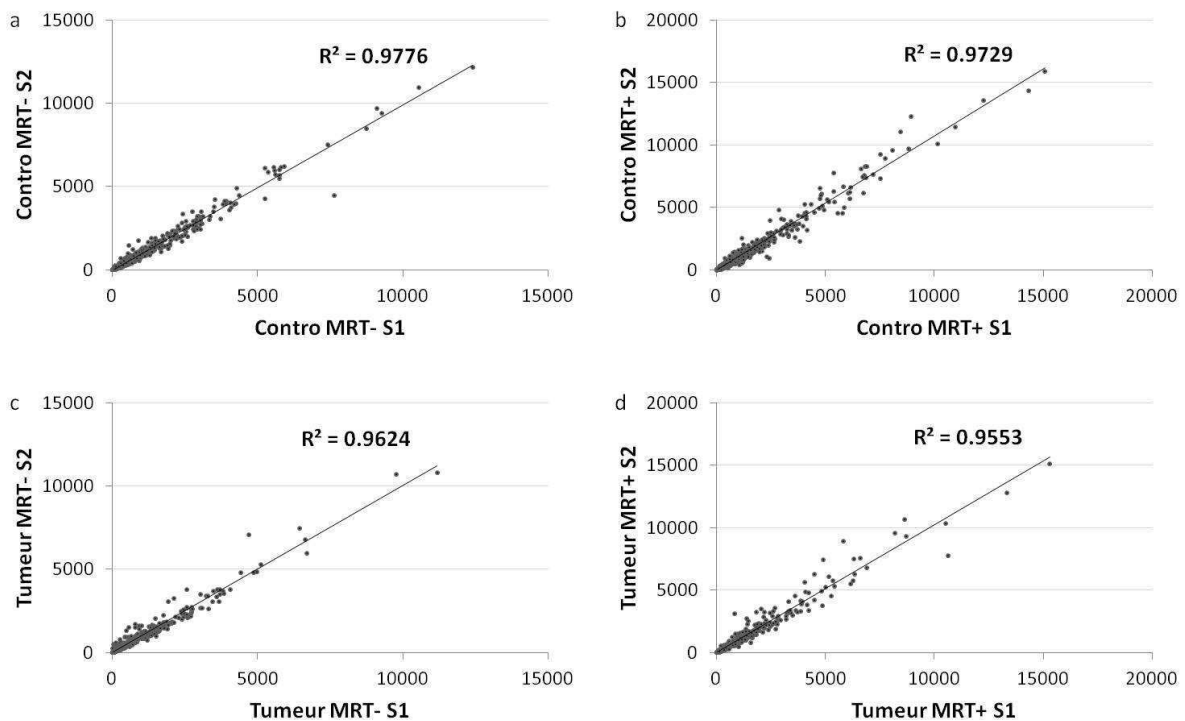 a
15000
R² = 0.9776
10000
5000
0
Contro MRT- S2
0 5000 10000 15000
Contro MRT- S1
b
20000
R² = 0.9729
15000
10000
5000
0
Contro MRT+ S2
0 5000 10000 15000 20000
Contro MRT+ S1
c
15000
R² = 0.9624
10000
5000
0
Tumeur MRT- S2
0 5000 10000 15000
Tumeur MRT- S1
d
20000
R² = 0.9553
15000
10000
5000
0
Tumeur MRT+ S2
0 5000 10000 15000 20000
Tumeur MRT+ S1